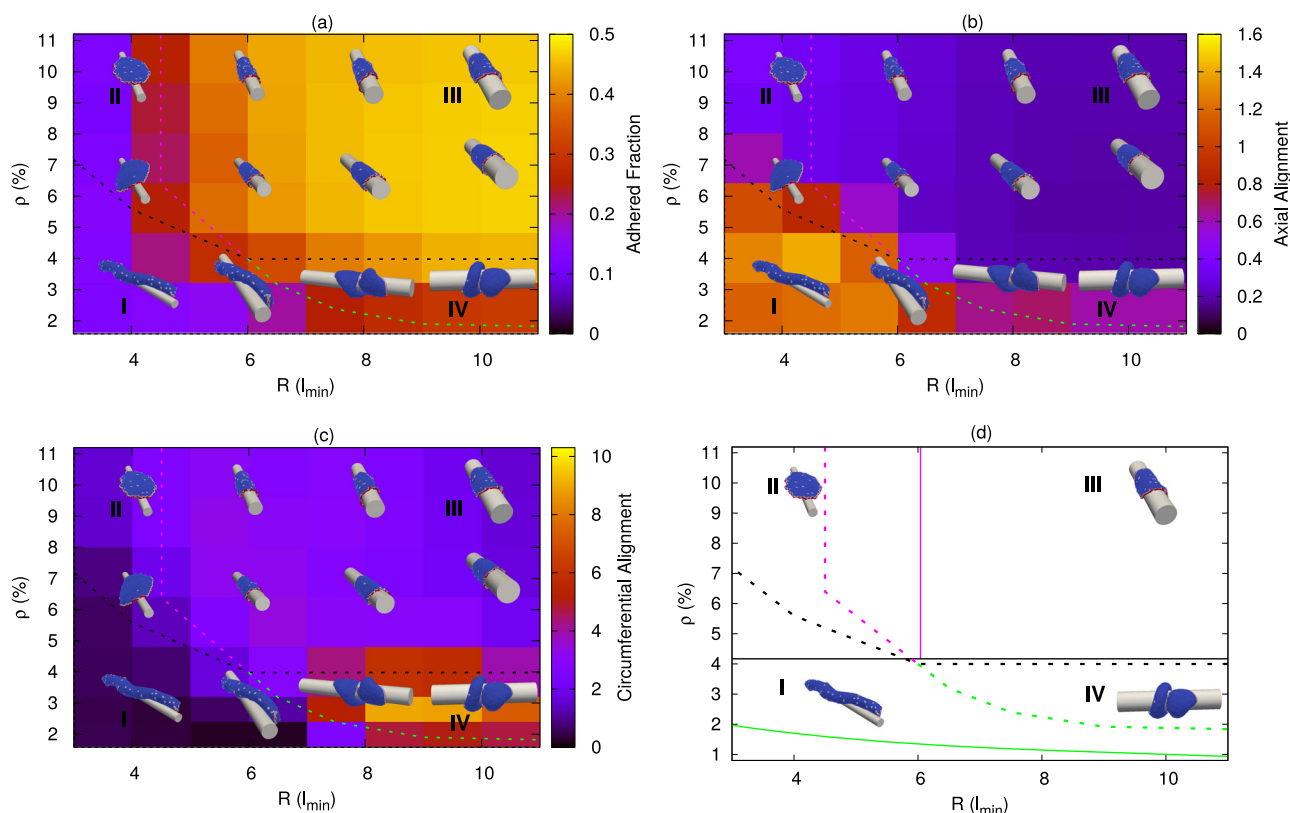 (a)
ρ (%)
11
10
9
8
7
6
5
4
3
2
II
III
I
IV
4
6
8
10
R (l_min)
0.5
0.4
0.3
0.2
0.1
0
Adhered Fraction
(b)
ρ (%)
11
10
9
8
7
6
5
4
3
2
II
III
I
IV
4
6
8
10
R (l_min)
1.6
1.4
1.2
1
0.8
0.6
0.4
0.2
0
Axial Alignment
(c)
ρ (%)
11
10
9
8
7
6
5
4
3
2
II
III
I
IV
4
6
8
10
R (l_min)
10
8
6
4
2
0
Circumferential Alignment
(d)
ρ (%)
11
10
9
8
7
6
5
4
3
2
1
II
III
I
IV
4
6
8
10
R (l_min)